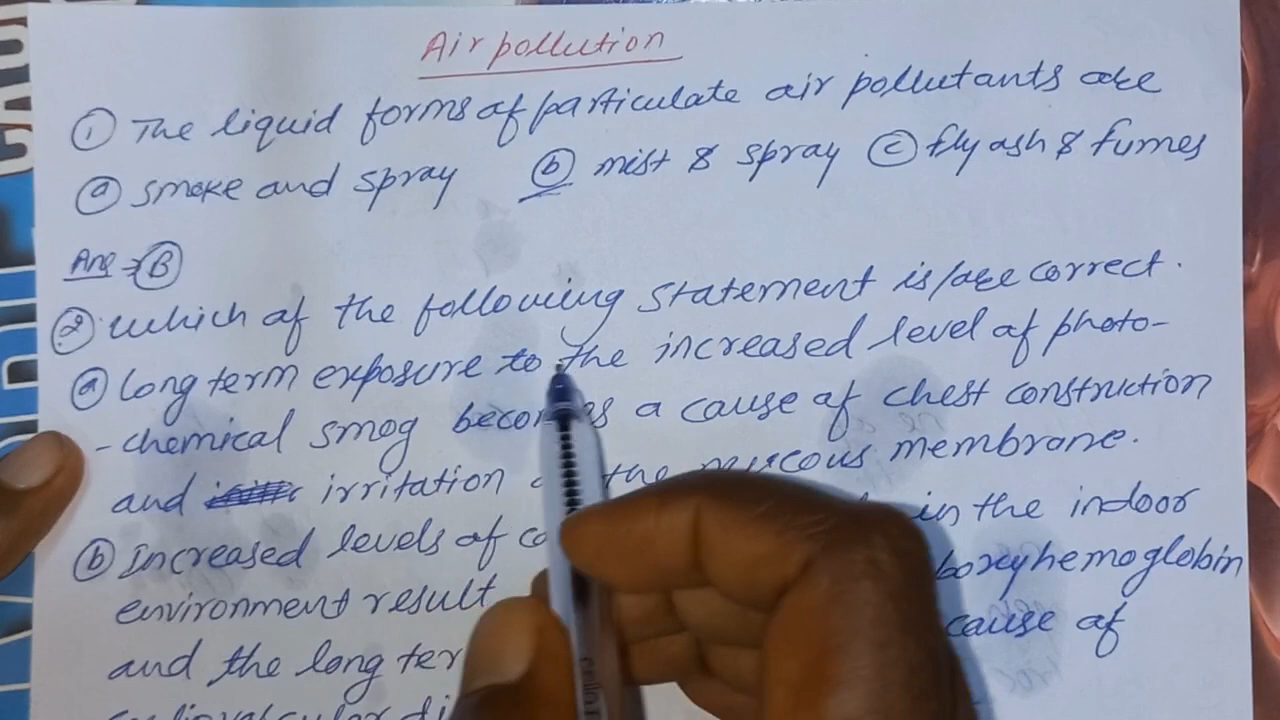 Air pollution
① The liquid forms of particulate air pollutants are
ⓐ smoke and spray ⓑ mist & spray ⓒ fly ash & fumes
Ans → Ⓑ
② which of the following statement is/are correct.
ⓐ long term exposure to the increased level of photo-
- chemical smog becomes a cause of chest construction
and irritation the mucous membrane.
ⓑ Increased levels of in the indoor
environment result boxyhemoglobin
and the long ter cause of